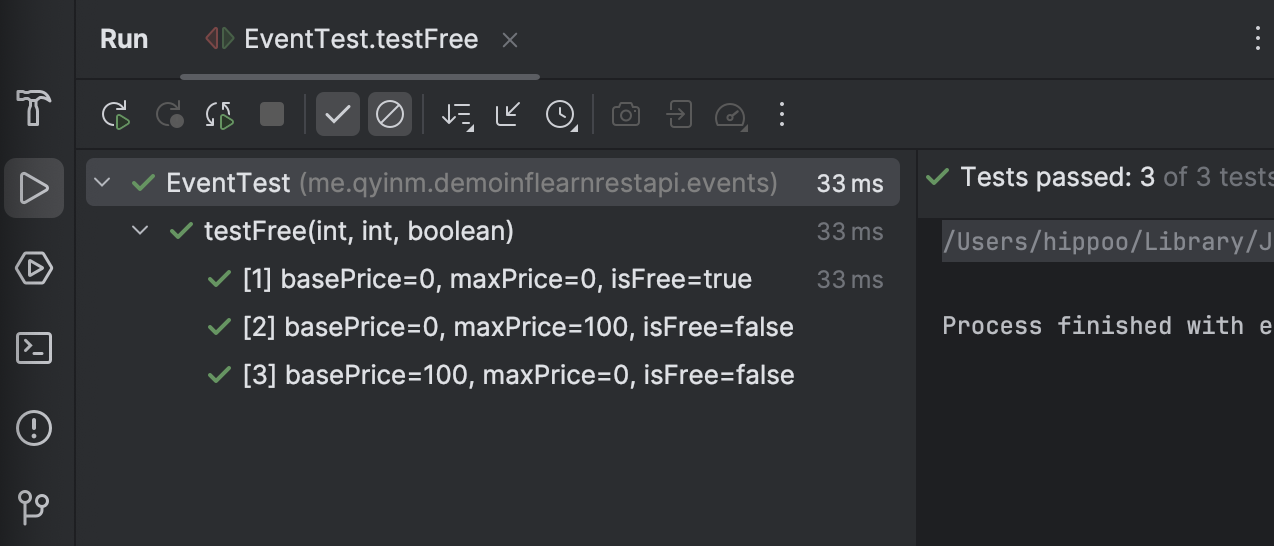 Run EventTest.testFree
EventTest (me.qyinm.demoinflearnrestapi.events) 33 ms
testFree(int, int, boolean) 33 ms
[1] basePrice=0, maxPrice=0, isFree=true 33 ms
[2] basePrice=0, maxPrice=100, isFree=false
[3] basePrice=100, maxPrice=0, isFree=false
Tests passed: 3 of 3 tests
/Users/hippoo/Library/J
Process finished with e